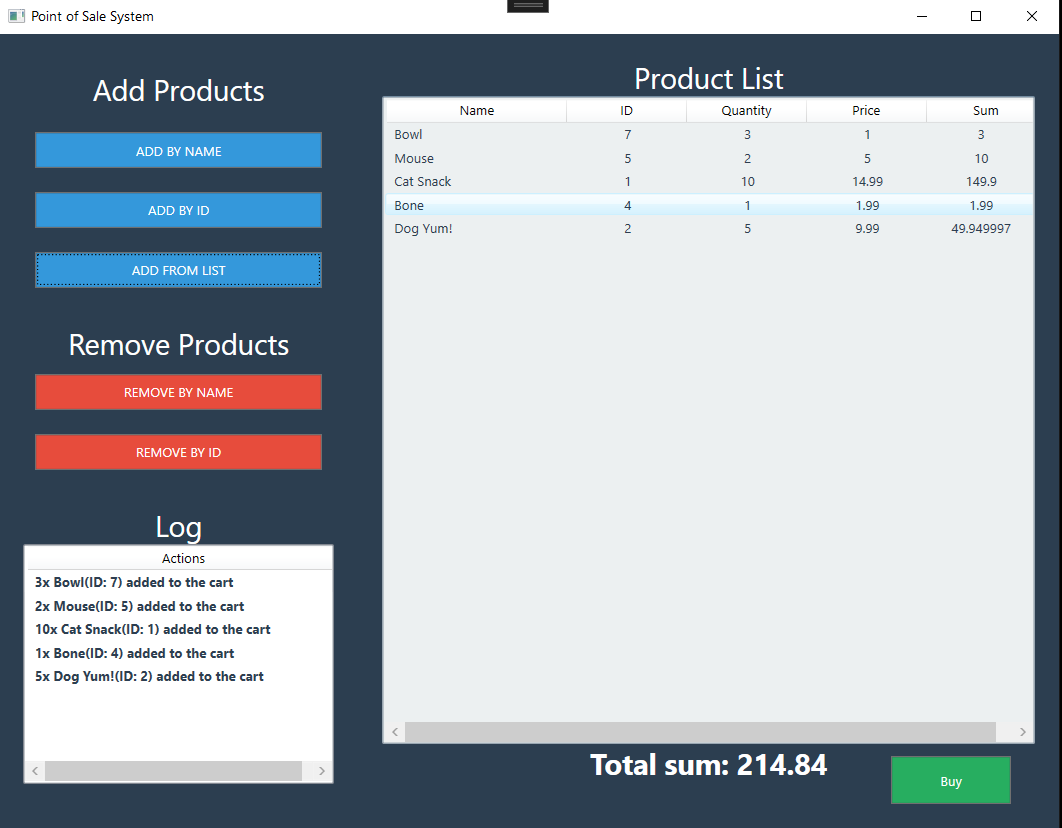 Point of Sale System
Add Products
ADD BY NAME
ADD BY ID
ADD FROM LIST
Remove Products
REMOVE BY NAME
REMOVE BY ID
Log
Actions
3x Bowl(ID: 7) added to the cart
2x Mouse(ID: 5) added to the cart
10x Cat Snack(ID: 1) added to the cart
1x Bone(ID: 4) added to the cart
5x Dog Yum!(ID: 2) added to the cart
Product List
Name ID Quantity Price Sum
Bowl 7 3 1 3
Mouse 5 2 5 10
Cat Snack 1 10 14.99 149.9
Bone 4 1 1.99 1.99
Dog Yum! 2 5 9.99 49.949997
Total sum: 214.84
Buy